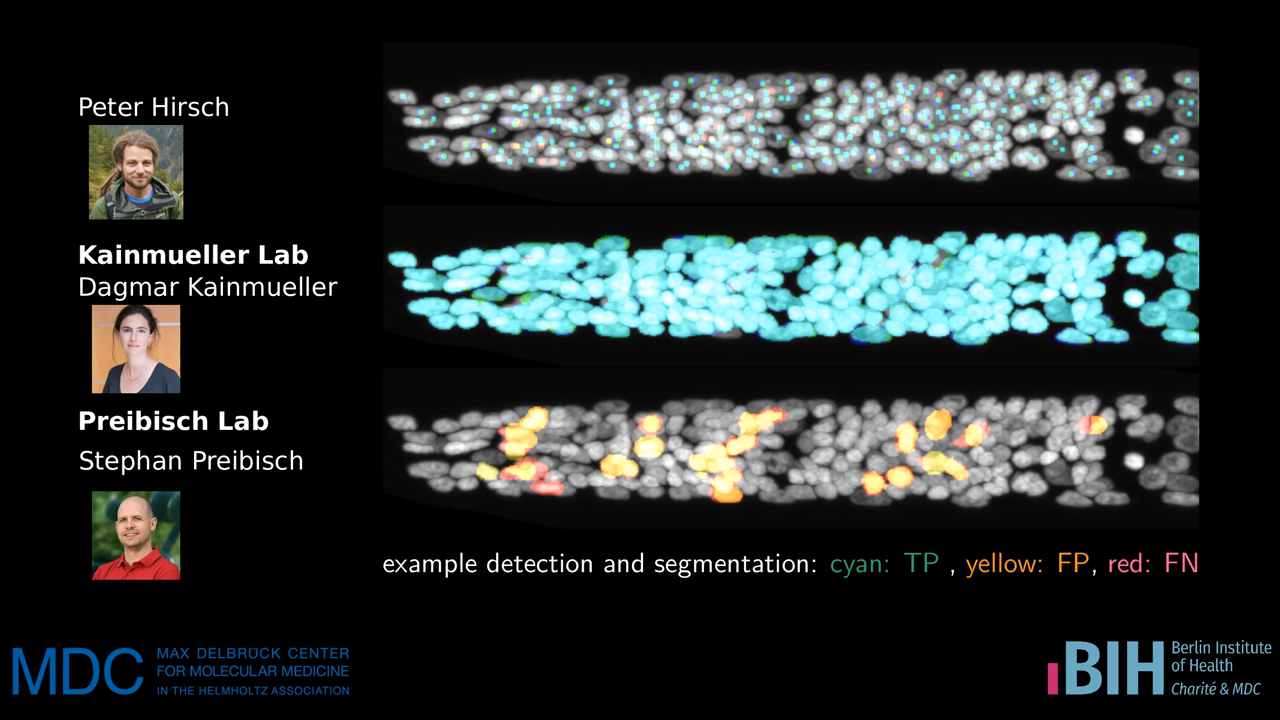 Peter Hirsch
Kainmueller Lab
Dagmar Kainmueller
Preibisch Lab
Stephan Preibisch
example detection and segmentation: cyan: TP , yellow: FP, red: FN
MDC
MAX DELBRÜCK CENTER
FOR MOLECULAR MEDICINE
IN THE HELMHOLTZ ASSOCIATION
BIH
Berlin Institute
of Health
Charité & MDC